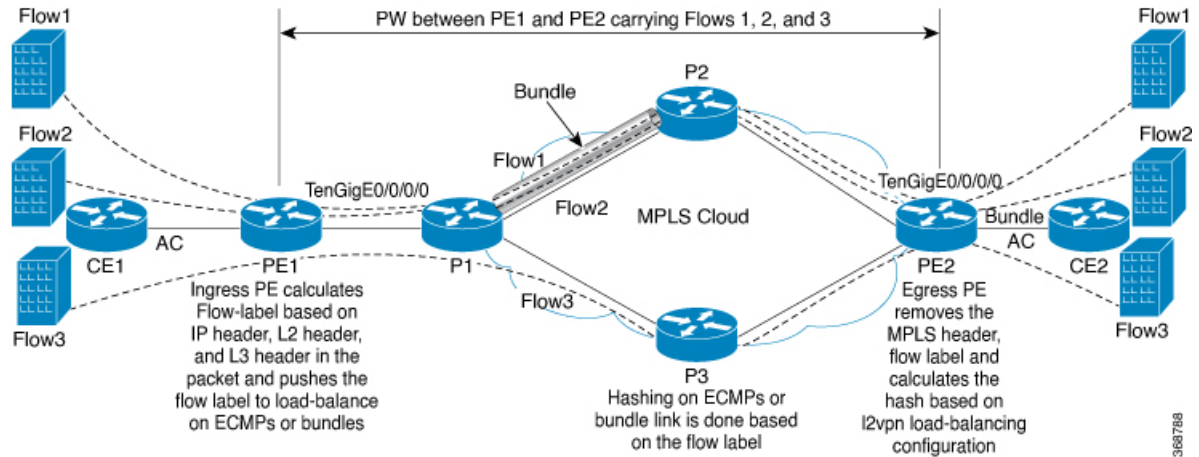 PW between PE1 and PE2 carrying Flows 1, 2, and 3
Flow1
Flow1
P2
Bundle
Flow2
Flow1
Flow2
TenGigE0/0/0/0
Flow2
MPLS Cloud
TenGigE0/0/0/0
Bundle
AC
AC
CE1
PE1
P1
PE2
CE2
Flow3
Flow3
Flow3
Ingress PE calculates
Flow-label based on
IP header, L2 header,
and L3 header in the
packet and pushes the
flow label to load-balance
on ECMPs or bundles
P3
Hashing on ECMPs or
bundle link is done based
on the flow label
Egress PE
removes the
MPLS header,
flow label and
calculates the
hash based on
l2vpn load-balancing
configuration
368788